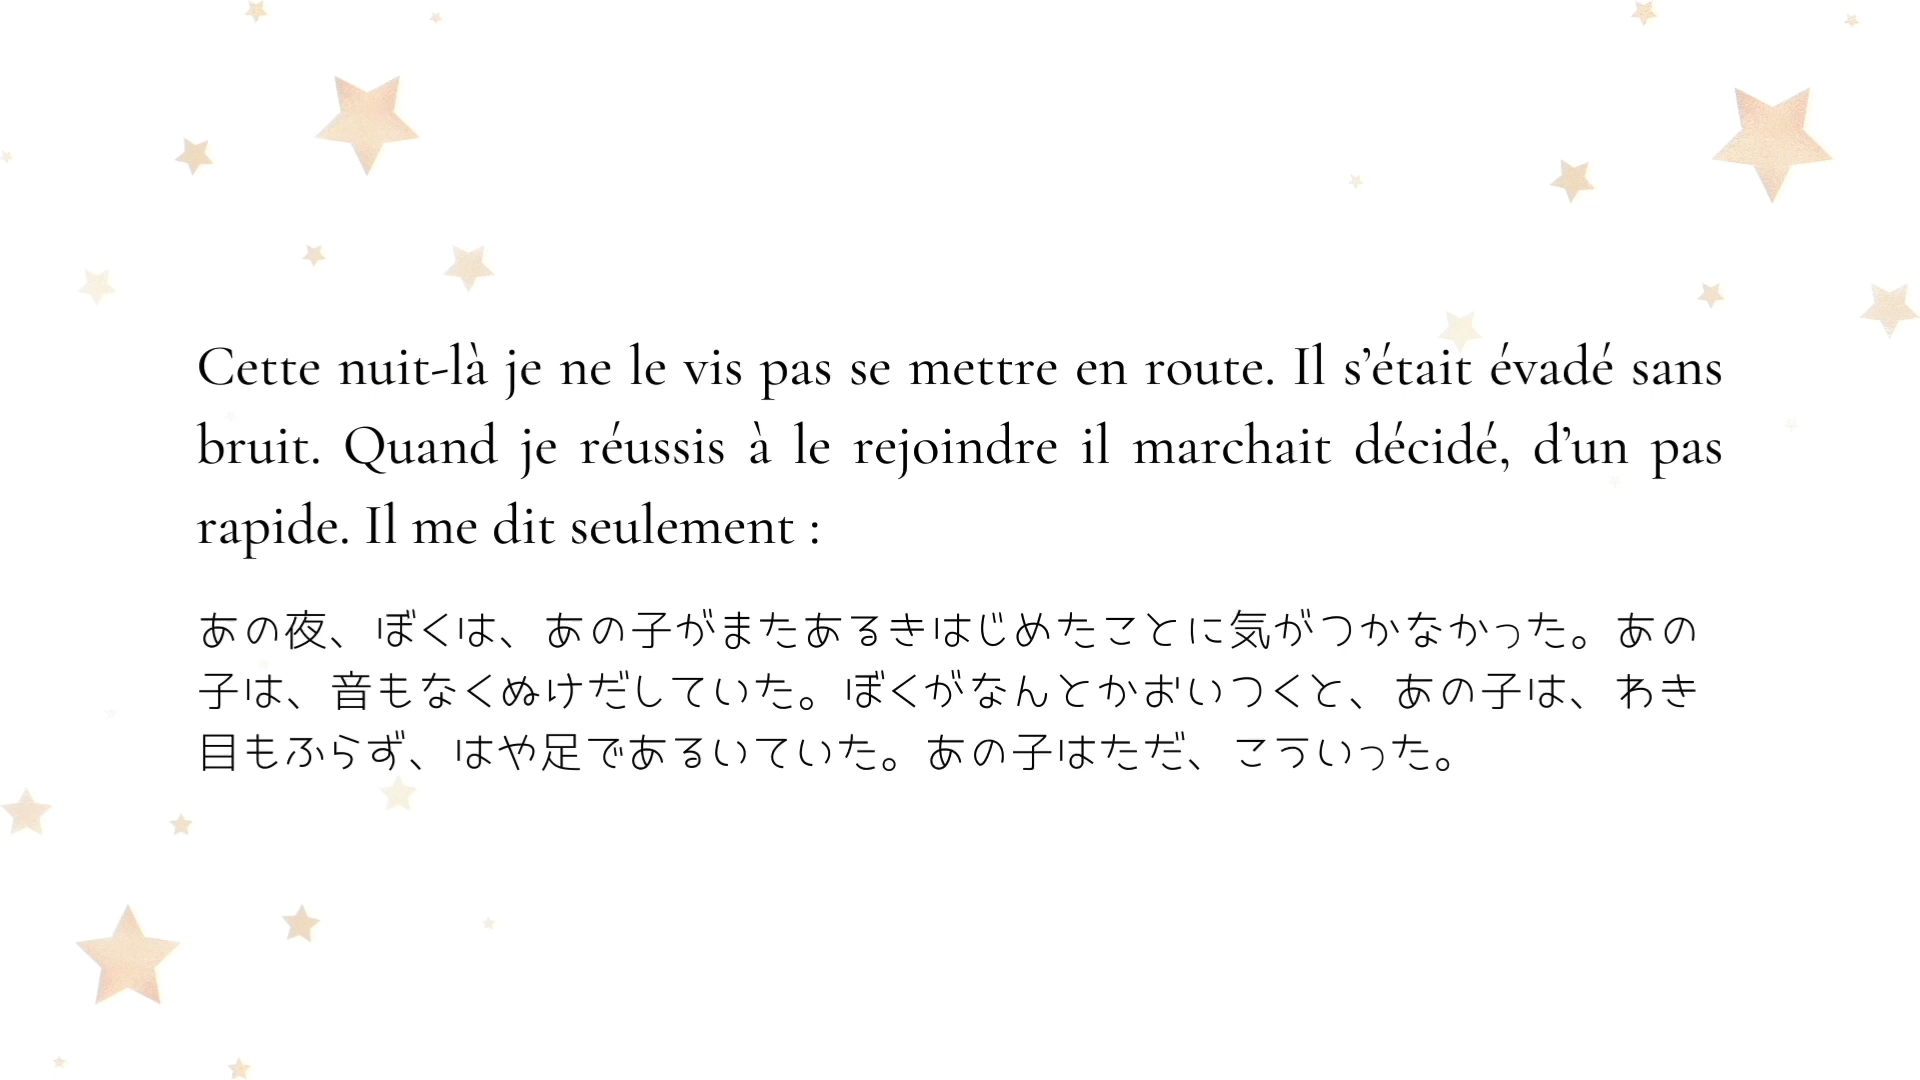 Cette nuit-là je ne le vis pas se mettre en route. Il s’était évadé sans
bruit. Quand je réussis à le rejoindre il marchait décidé, d’un pas
rapide. Il me dit seulement :
あの夜、ぼくは、あの子がまたあるきはじめたことに気がつかなかった。あの
子は、音もなくぬけだしていた。ぼくがなんとかおいつくと、あの子は、わき
目もふらず、はや足であるいていた。あの子はただ、こういった。